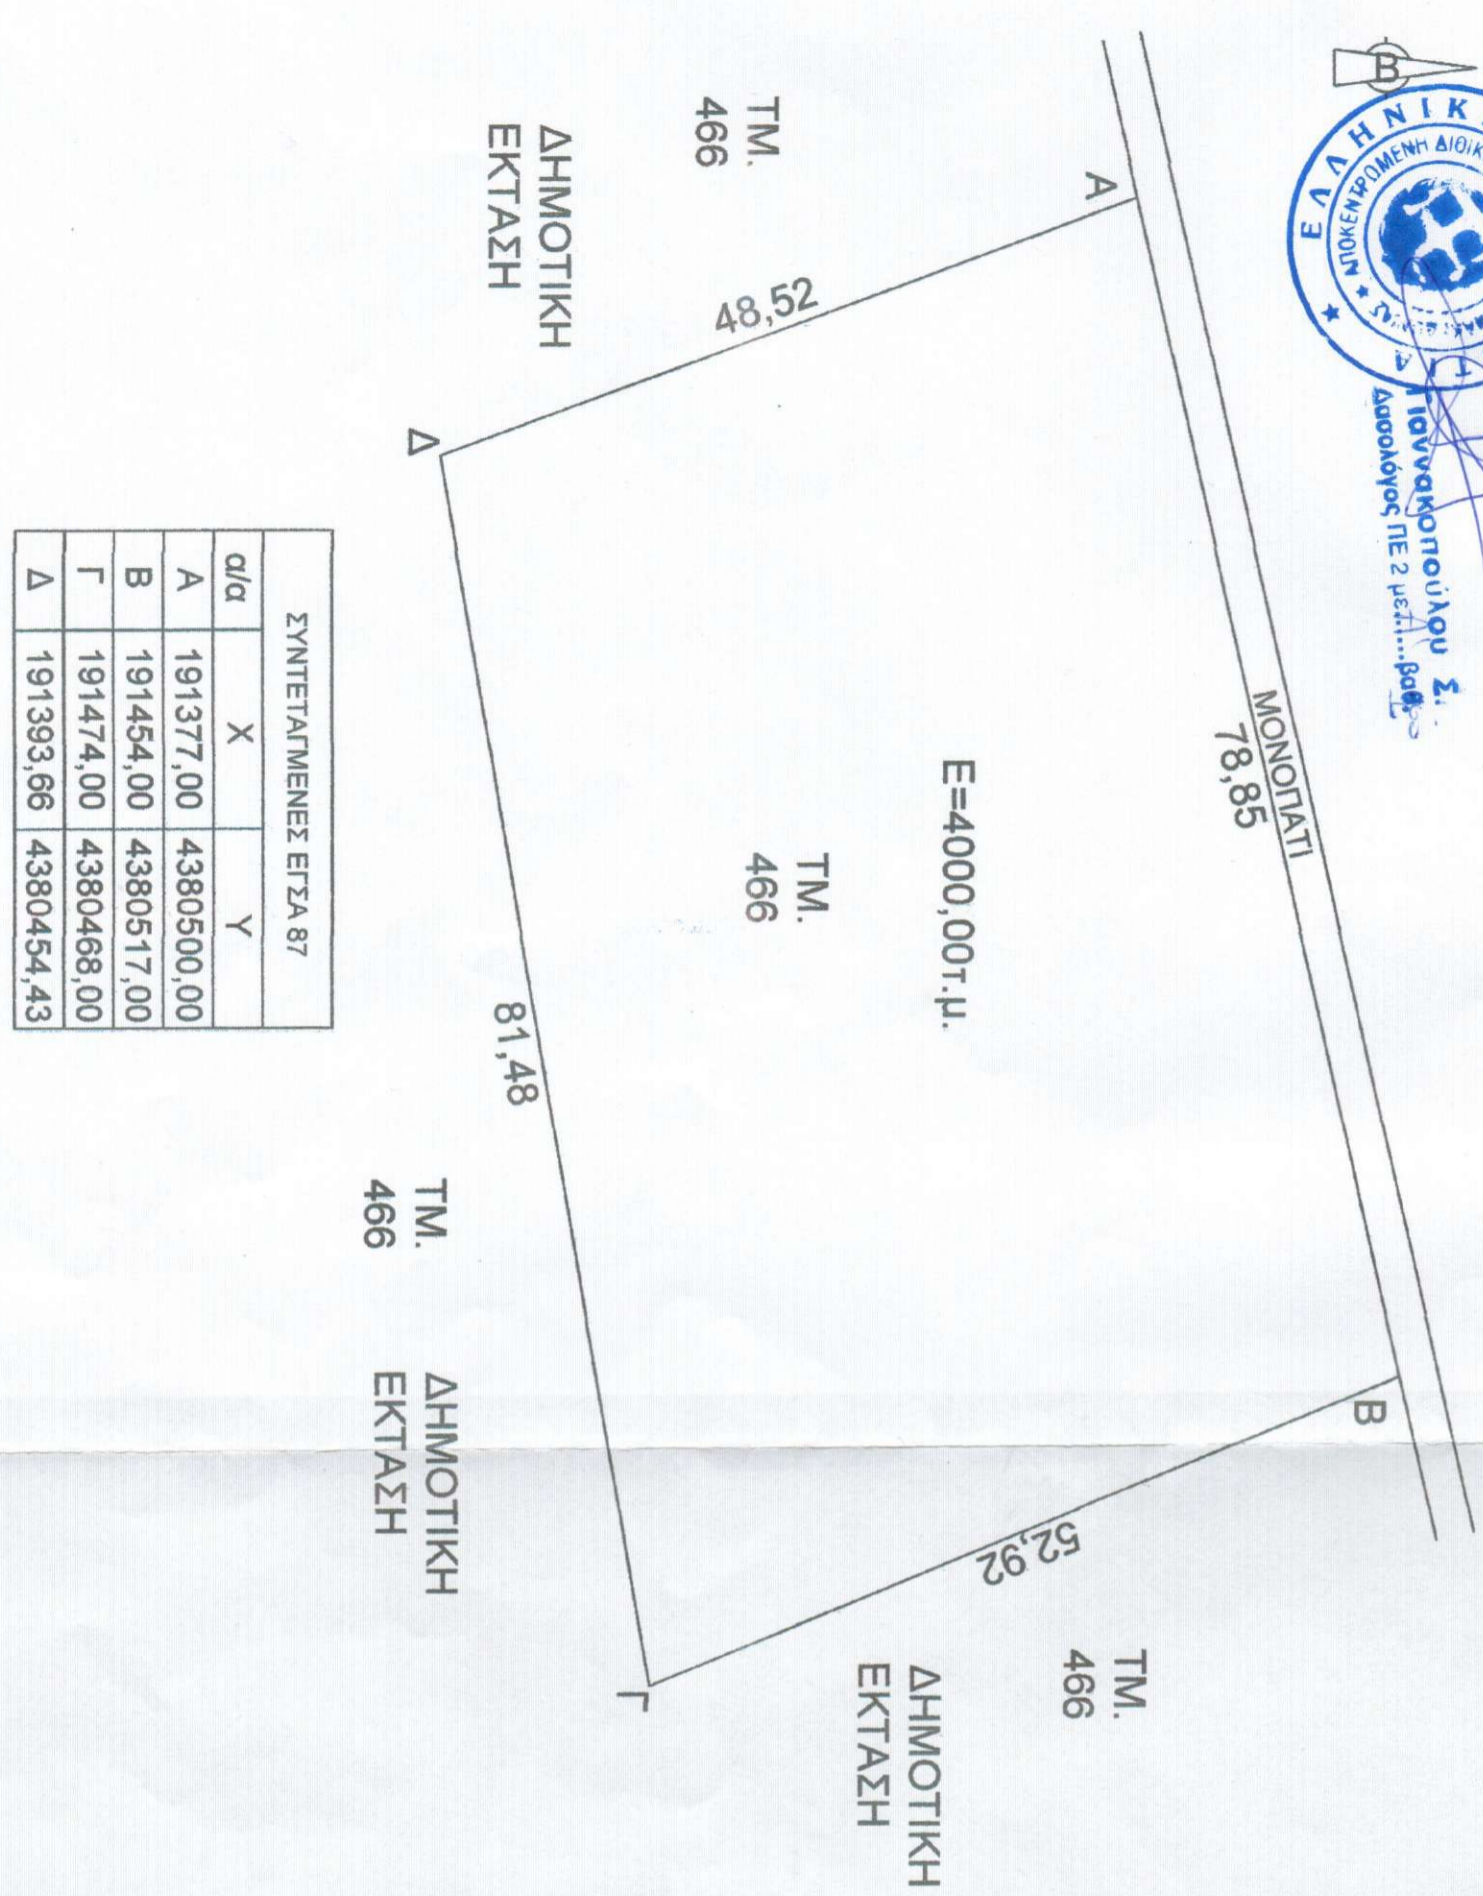 Β
ΕΛΛΗΝΙΚ
ΑΠΟΚΕΝΤΡΩΜΕΝΗ ΔΙΟΙΚ
Γιαννακοπούλου Σ.
Δασολόγος ΠΕ 2 με
βαθ
ΜΟΝΟΠΑΤΙ
78,85
Α
Β
ΤΜ.
466
ΔΗΜΟΤΙΚΗ
ΕΚΤΑΣΗ
48,52
Ε=4000,00τ.μ.
ΤΜ.
466
52,92
ΤΜ.
466
ΔΗΜΟΤΙΚΗ
ΕΚΤΑΣΗ
Δ
81,48
Γ
ΤΜ.
466
ΔΗΜΟΤΙΚΗ
ΕΚΤΑΣΗ
ΣΥΝΤΕΤΑΓΜΕΝΕΣ ΕΓΣΑ 87
α/α Χ Υ
Α 191377,00 4380500,00
Β 191454,00 4380517,00
Γ 191474,00 4380468,00
Δ 191393,66 4380454,43